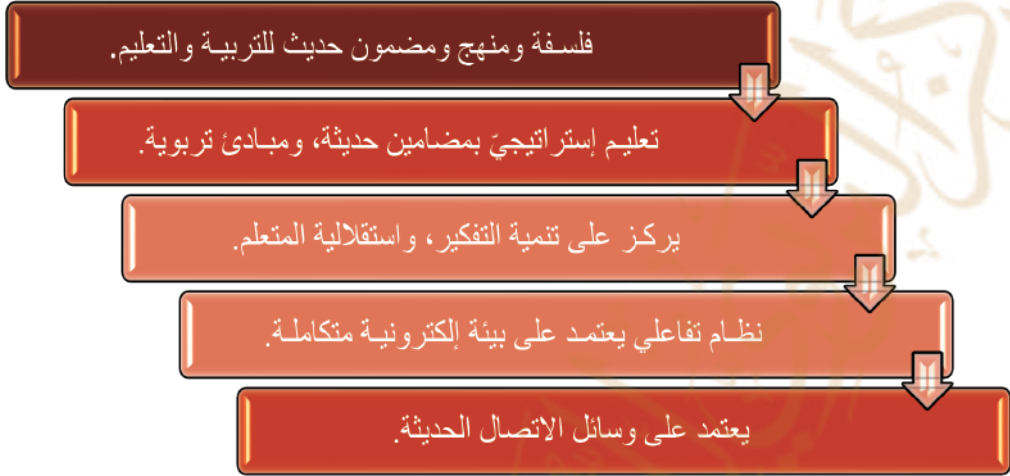 فلسفة ومنهج ومضمون حديث للتربية والتعليم.
تعليم إستراتيجيّ بمضامين حديثة، ومبادئ تربوية.
يركز على تنمية التفكير، واستقلالية المتعلم.
نظام تفاعلي يعتمد على بيئة إلكترونية متكاملة.
يعتمد على وسائل الاتصال الحديثة.